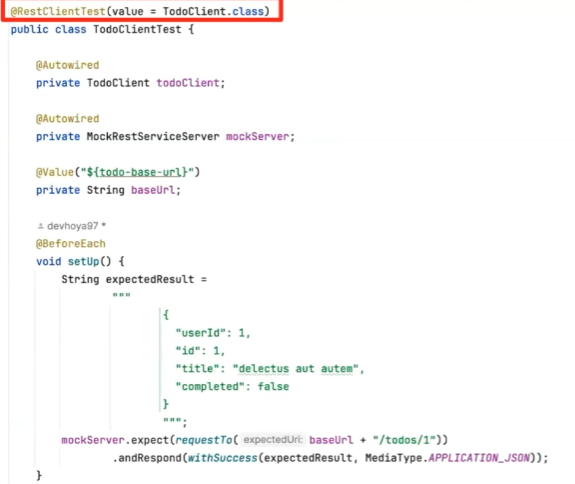 @RestClientTest(value = TodoClient.class)
public class TodoClientTest {
@Autowired
private TodoClient todoClient;
@Autowired
private MockRestServiceServer mockServer;
@Value("${todo-base-url}")
private String baseUrl;
devhoya97 *
@BeforeEach
void setUp() {
String expectedResult =
"""
{
"userId": 1,
"id": 1,
"title": "delectus aut autem",
"completed": false
}
""";
mockServer.expect(requestTo( expectedUri: baseUrl + "/todos/1"))
.andRespond(withSuccess(expectedResult, MediaType.APPLICATION_JSON));
}